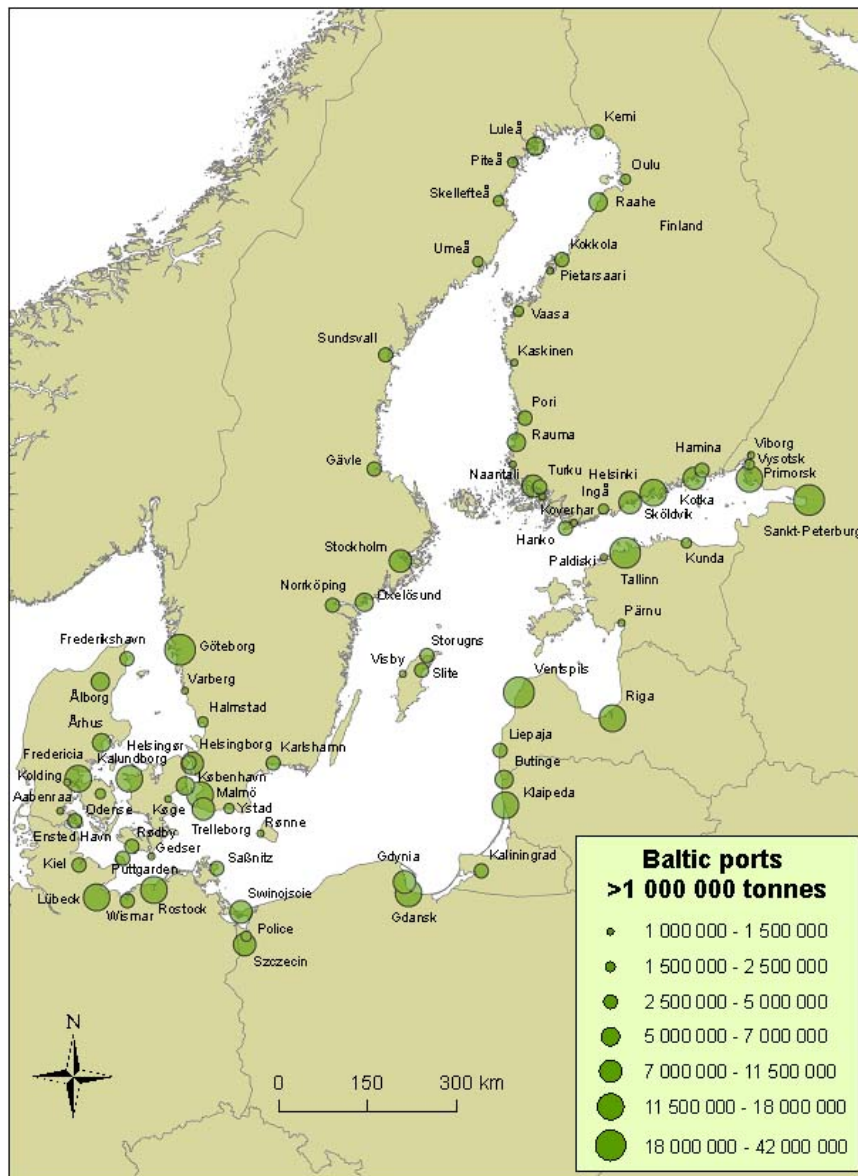 Kemi
Luleå
Piteå
Oulu
Skellefteå
Raahe
Finland
Umeå
Kokkola
Pietarsaari
Vaasa
Sundsvall
Kaskinen
Pori
Rauma
Gävle
Naantali
Turku
Helsinki
Hamina
Viborg
Vysotsk
Primorsk
Ingå
Koverhar
Kotka
Sköldvik
Hanko
Sankt-Peterburg
Stockholm
Paldiski
Tallinn
Kunda
Norrköping
Oxelösund
Pärnu
Frederikshavn
Göteborg
Storugns
Visby
Slite
Ventspils
Varberg
Ålborg
Halmstad
Riga
Århus
Helsingør
Helsingborg
Karlshamn
Liepaja
Fredericia
Kalundborg
Kolding
København
Butinge
Aabenraa
Malmö
Klaipeda
Odense
Køge
Ystad
Ensted Havn
Trelleborg
Rønne
Rødby
Gedser
Kiel
Puttgarden
Saßnitz
Gdynia
Kaliningrad
Lübeck
Wismar
Rostock
Swinojscie
Gdansk
Police
Szczecin
Baltic ports
>1 000 000 tonnes
1 000 000 - 1 500 000
1 500 000 - 2 500 000
2 500 000 - 5 000 000
5 000 000 - 7 000 000
7 000 000 - 11 500 000
11 500 000 - 18 000 000
18 000 000 - 42 000 000
N
0 150 300 km